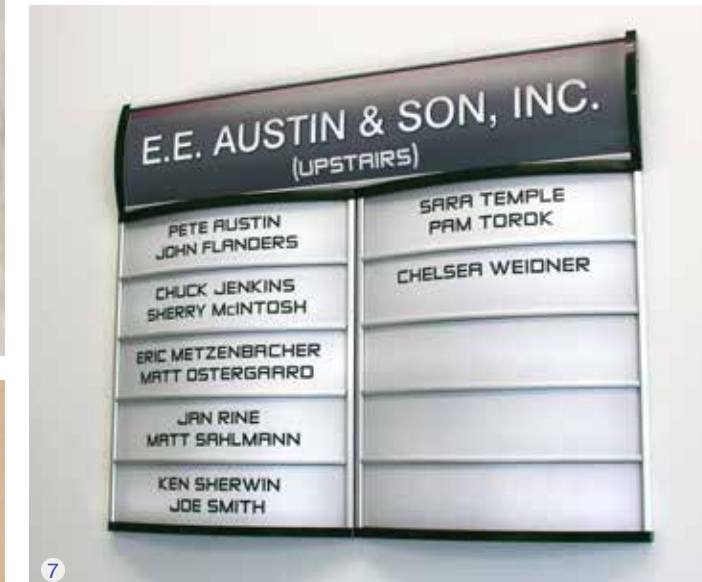 E.E. AUSTIN & SON, INC.
(UPSTAIRS)
PETE AUSTIN
JOHN FLANDERS
CHUCK JENKINS
SHERRY McINTOSH
ERIC METZENBACHER
MATT OSTERGAARD
JAN RINE
MATT SAHLMANN
KEN SHERWIN
JOE SMITH
SARA TEMPLE
PAM TOROK
CHELSEA WEIDNER
7